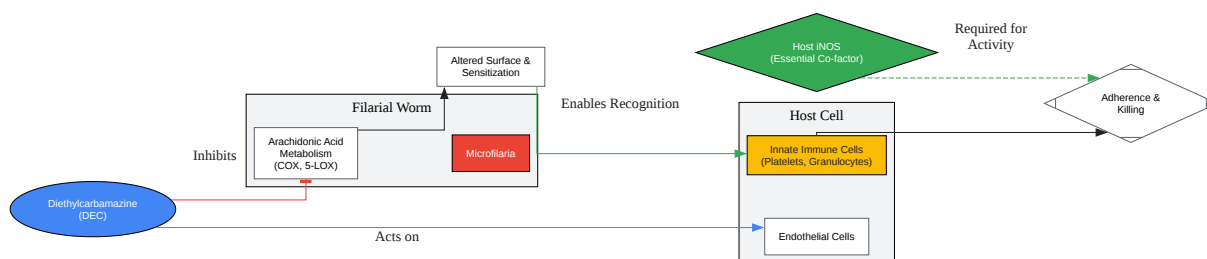 Host iNOS
(Essential Co-factor)
Required for
Activity
Altered Surface &
Sensitization
Filarial Worm
Enables Recognition
Host Cell
Adherence &
Killing
Inhibits
Arachidonic Acid
Metabolism
(COX, 5-LOX)
Microfilaria
Innate Immune Cells
(Platelets, Granulocytes)
Diethylcarbamazine
(DEC)
Acts on
Endothelial Cells